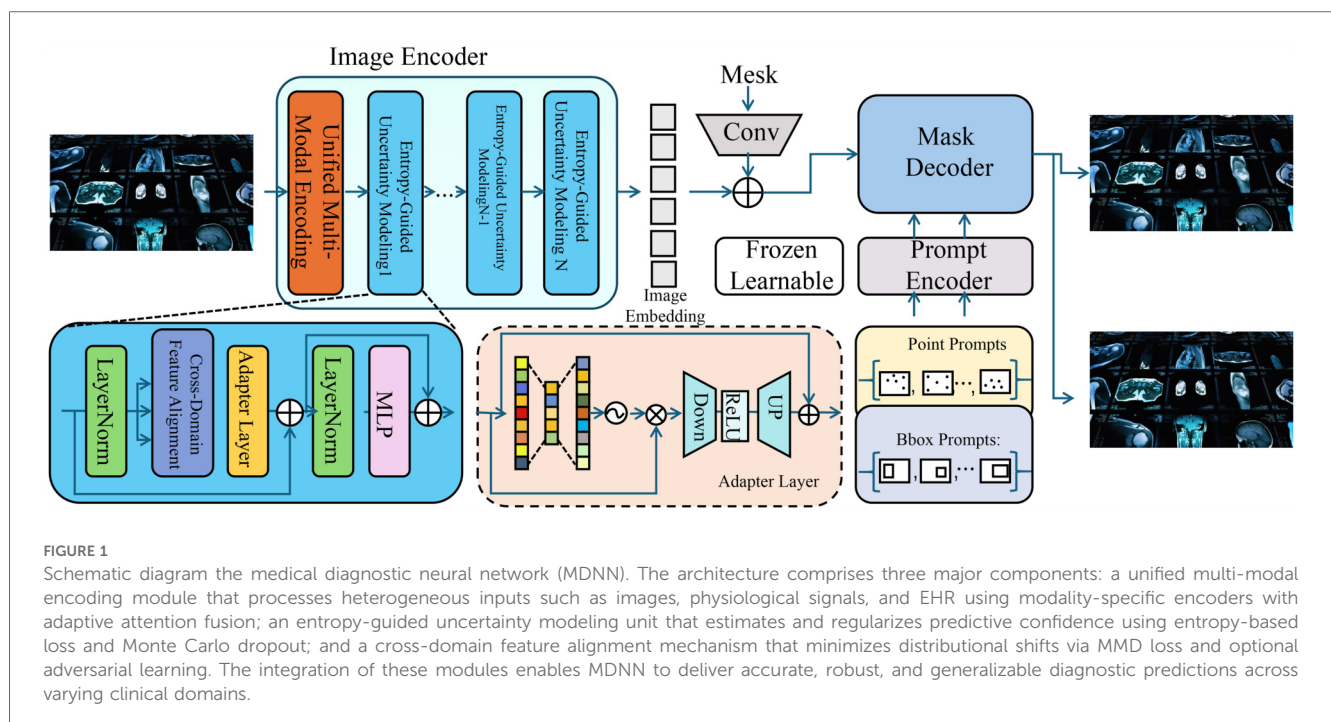 Image Encoder
Unified Multi-
Modal Encoding
Entropy-Guided
Uncertainty Modeling1
Entropy-Guided Uncertainty
ModelingN-1
Entropy-Guided
Uncertainty Modeling N
Image
Embedding
Mesk
Conv
Mask
Decoder
Frozen
Learnable
Prompt
Encoder
LayerNorm
Cross-Domain
Feature Alignment
Adapter Layer
LayerNorm
MLP
Down
ReLU
UP
Adapter Layer
Point Prompts
Bbox Prompts:
FIGURE 1
Schematic diagram the medical diagnostic neural network (MDNN). The architecture comprises three major components: a unified multi-modal
encoding module that processes heterogeneous inputs such as images, physiological signals, and EHR using modality-specific encoders with
adaptive attention fusion; an entropy-guided uncertainty modeling unit that estimates and regularizes predictive confidence using entropy-based
loss and Monte Carlo dropout; and a cross-domain feature alignment mechanism that minimizes distributional shifts via MMD loss and optional
adversarial learning. The integration of these modules enables MDNN to deliver accurate, robust, and generalizable diagnostic predictions across
varying clinical domains.